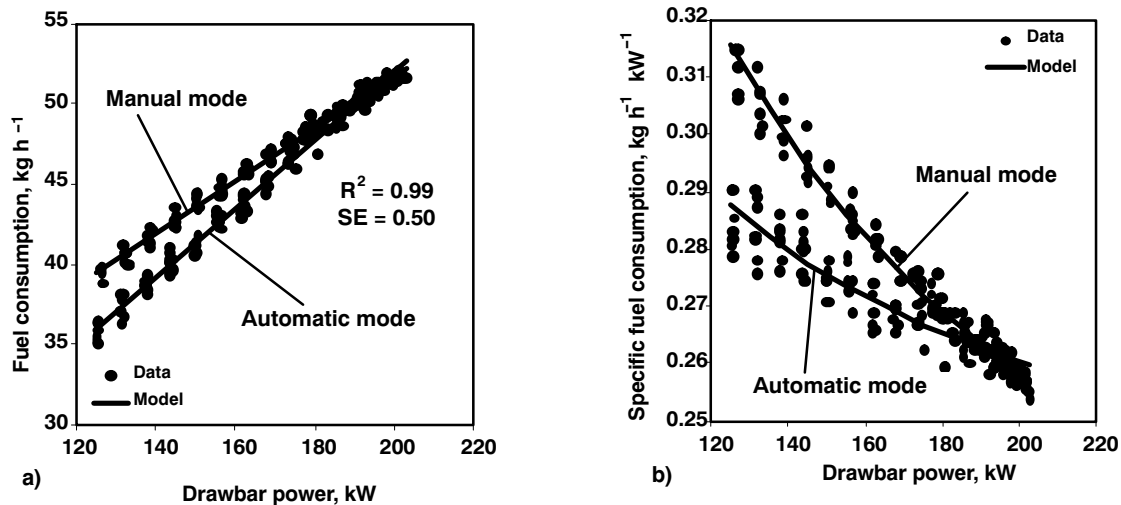 55
50
45
40
35
30
Fuel consumption, kg h⁻¹
Manual mode
R² = 0.99
SE = 0.50
Automatic mode
Data
Model
120 140 160 180 200 220
a)
Drawbar power, kW
0.32
0.31
0.30
0.29
0.28
0.27
0.26
0.25
Specific fuel consumption, kg h⁻¹ kW⁻¹
Data
Model
Manual mode
Automatic mode
120 140 160 180 200 220
b)
Drawbar power, kW